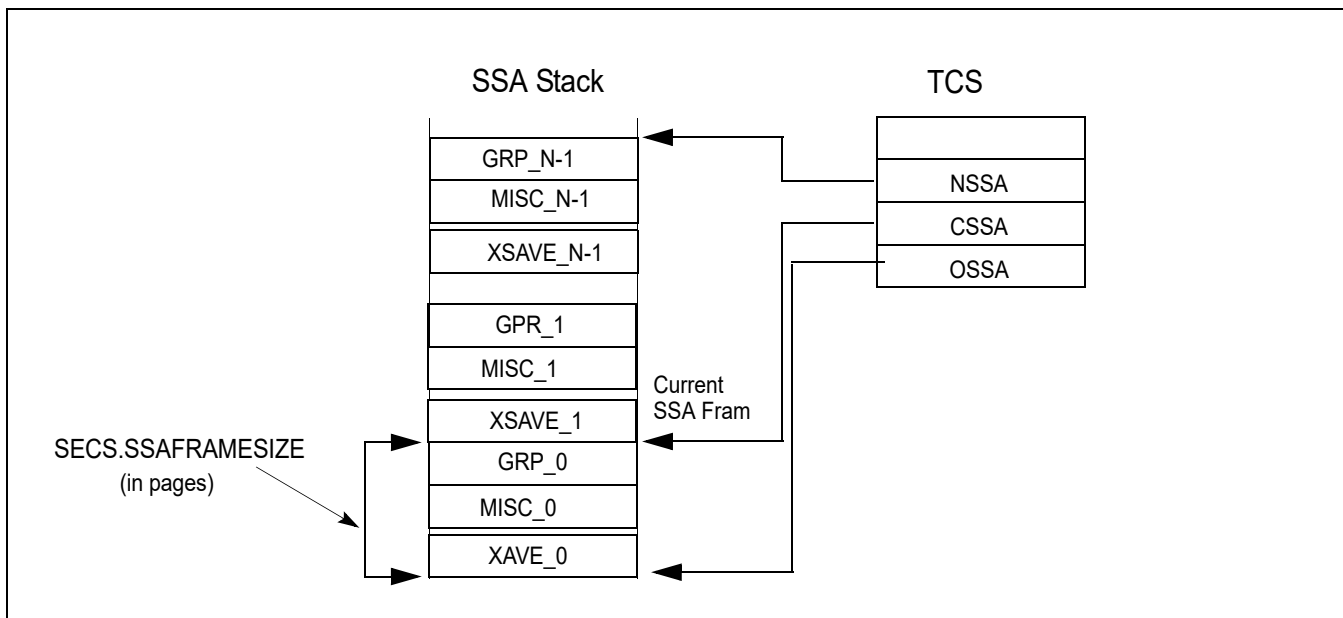 SSA Stack
TCS
GRP_N-1
MISC_N-1
XSAVE_N-1
GPR_1
MISC_1
XSAVE_1
GRP_0
MISC_0
XAVE_0
NSSA
CSSA
OSSA
Current
SSA Fram
SECS.SSAFRAMESIZE
(in pages)